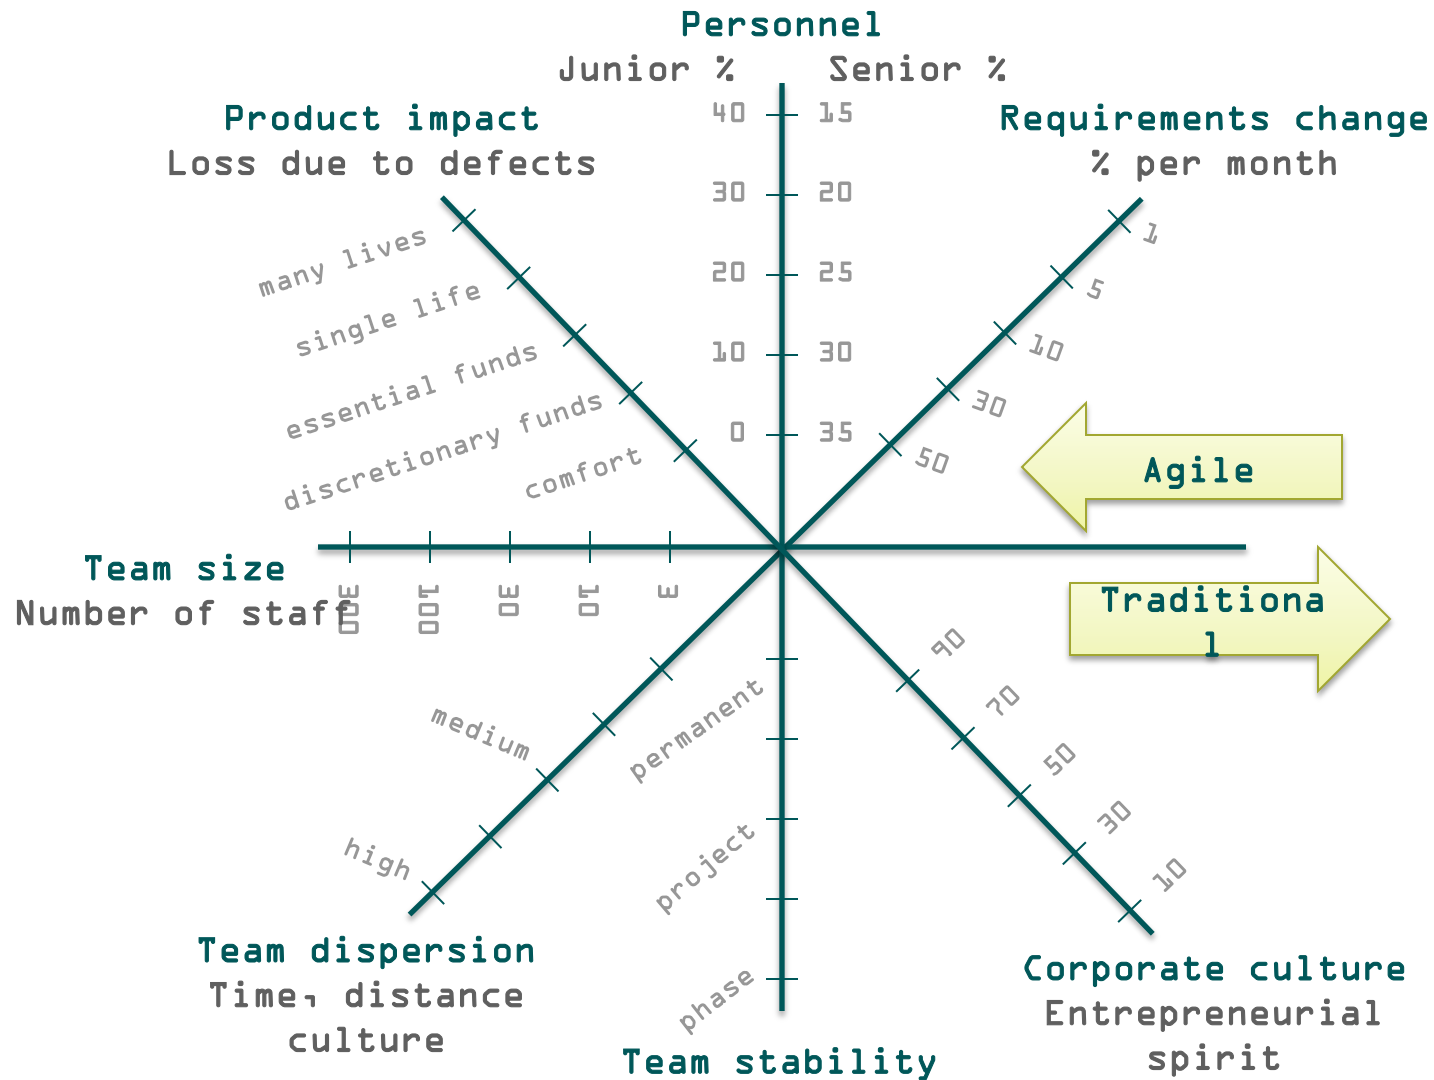 Personnel
Junior %
Senior %
40
15
30
20
20
25
10
30
0
35
Product impact
Loss due to defects
many lives
single life
essential funds
discretionary funds
comfort
Requirements change
% per month
1
5
10
30
50
Agile
Traditiona
l
Team size
Number of staff
300
100
30
10
3
medium
high
Team dispersion
Time, distance
culture
permanent
project
phase
Team stability
90
70
50
30
10
Corporate culture
Entrepreneurial
spirit